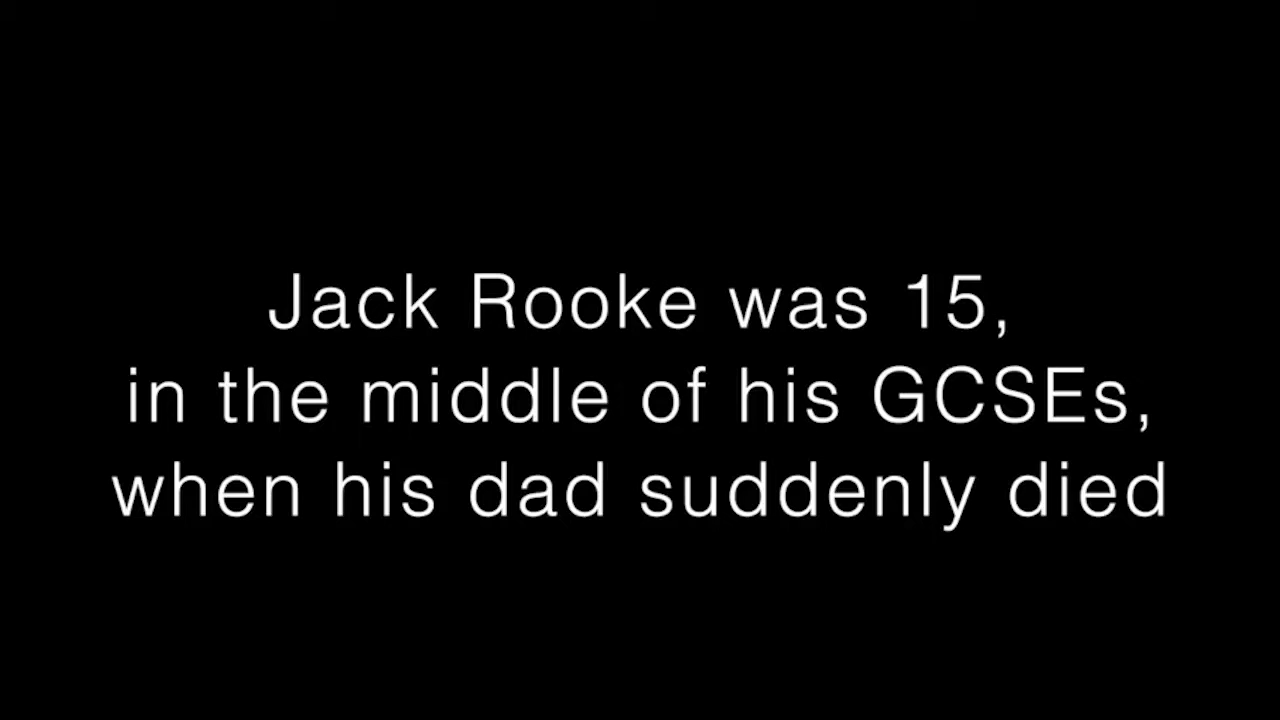 Jack Rooke was 15,
in the middle of his GCSEs,
when his dad suddenly died